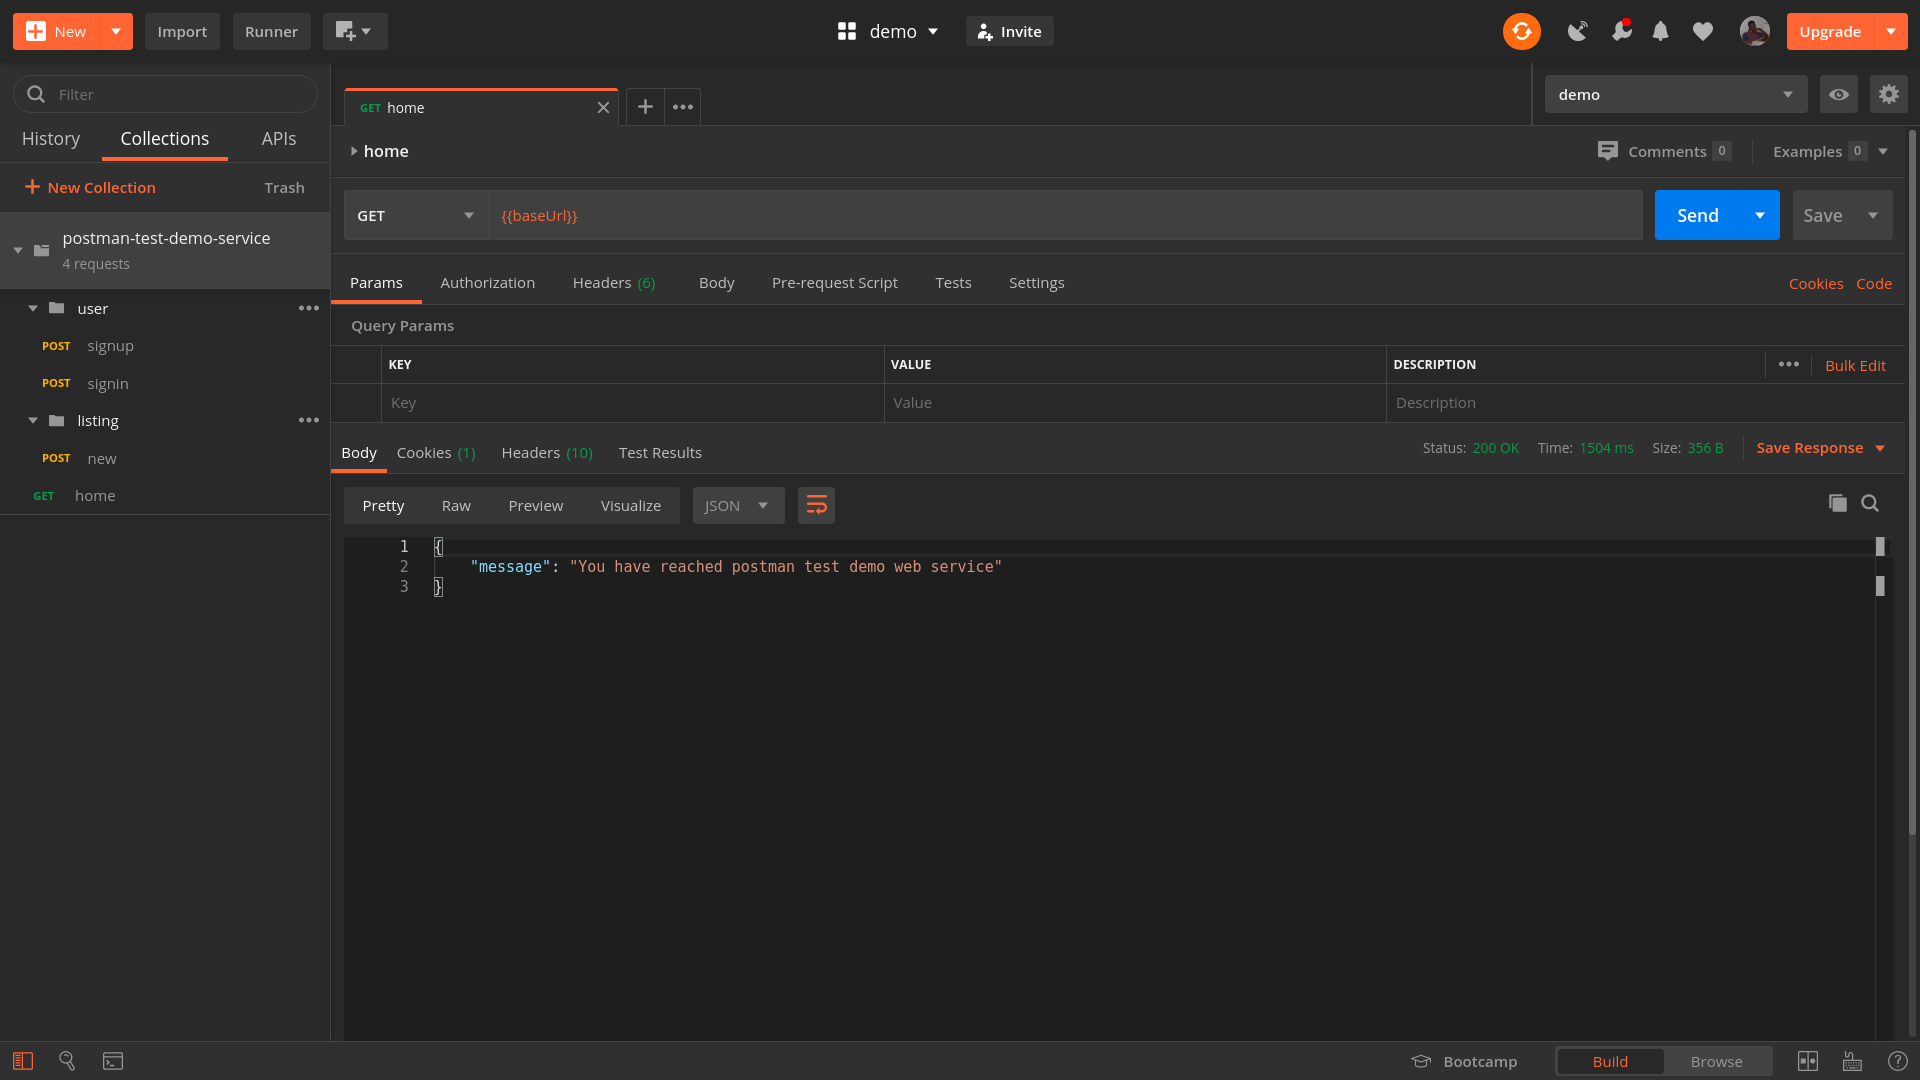 New
Import
Runner
demo
Invite
Upgrade
Filter
History
Collections
APIs
New Collection
Trash
postman-test-demo-service
4 requests
user
POST signup
POST signin
listing
POST new
GET home
GET home
demo
home
Comments 0
Examples 0
GET
{{baseUrl}}
Send
Save
Params
Authorization
Headers (6)
Body
Pre-request Script
Tests
Settings
Cookies
Code
Query Params
KEY
VALUE
DESCRIPTION
Bulk Edit
Key
Value
Description
Body
Cookies (1)
Headers (10)
Test Results
Status: 200 OK
Time: 1504 ms
Size: 356 B
Save Response
Pretty
Raw
Preview
Visualize
JSON
1 {
2 "message": "You have reached postman test demo web service"
3 }
Bootcamp
Build
Browse